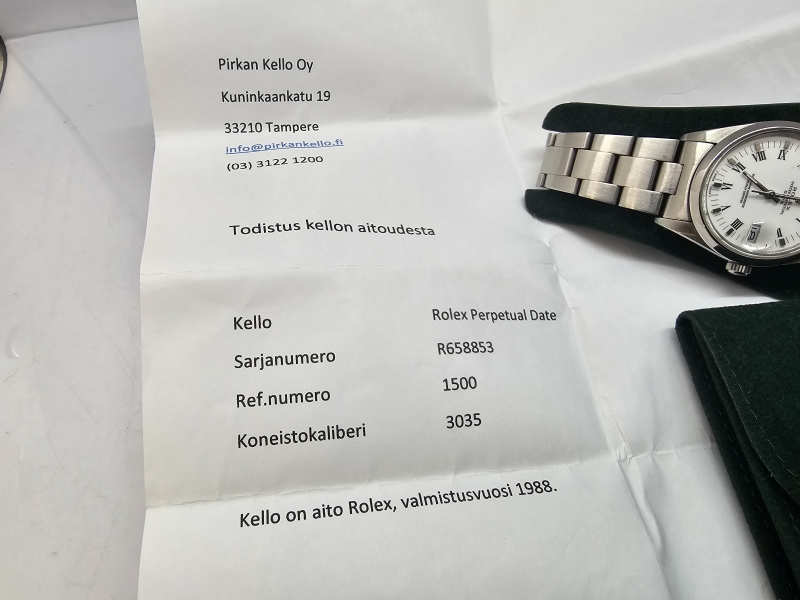 Pirkan Kello Oy
Kuninkaankatu 19
33210 Tampere
info@pirkankello.fi
(03) 3122 1200
Todistus kellon aitoudesta
Kello Rolex Perpetual Date
Sarjanumero R658853
Ref.numero 1500
Koneistokaliberi 3035
Kello on aito Rolex, valmistusvuosi 1988.